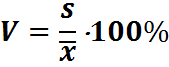 V = s/x · 100%